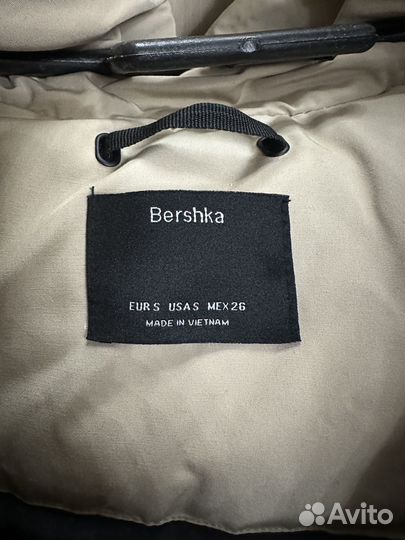 Bershka
EUR S USA S MEX 26
MADE IN VIETNAM
Avito